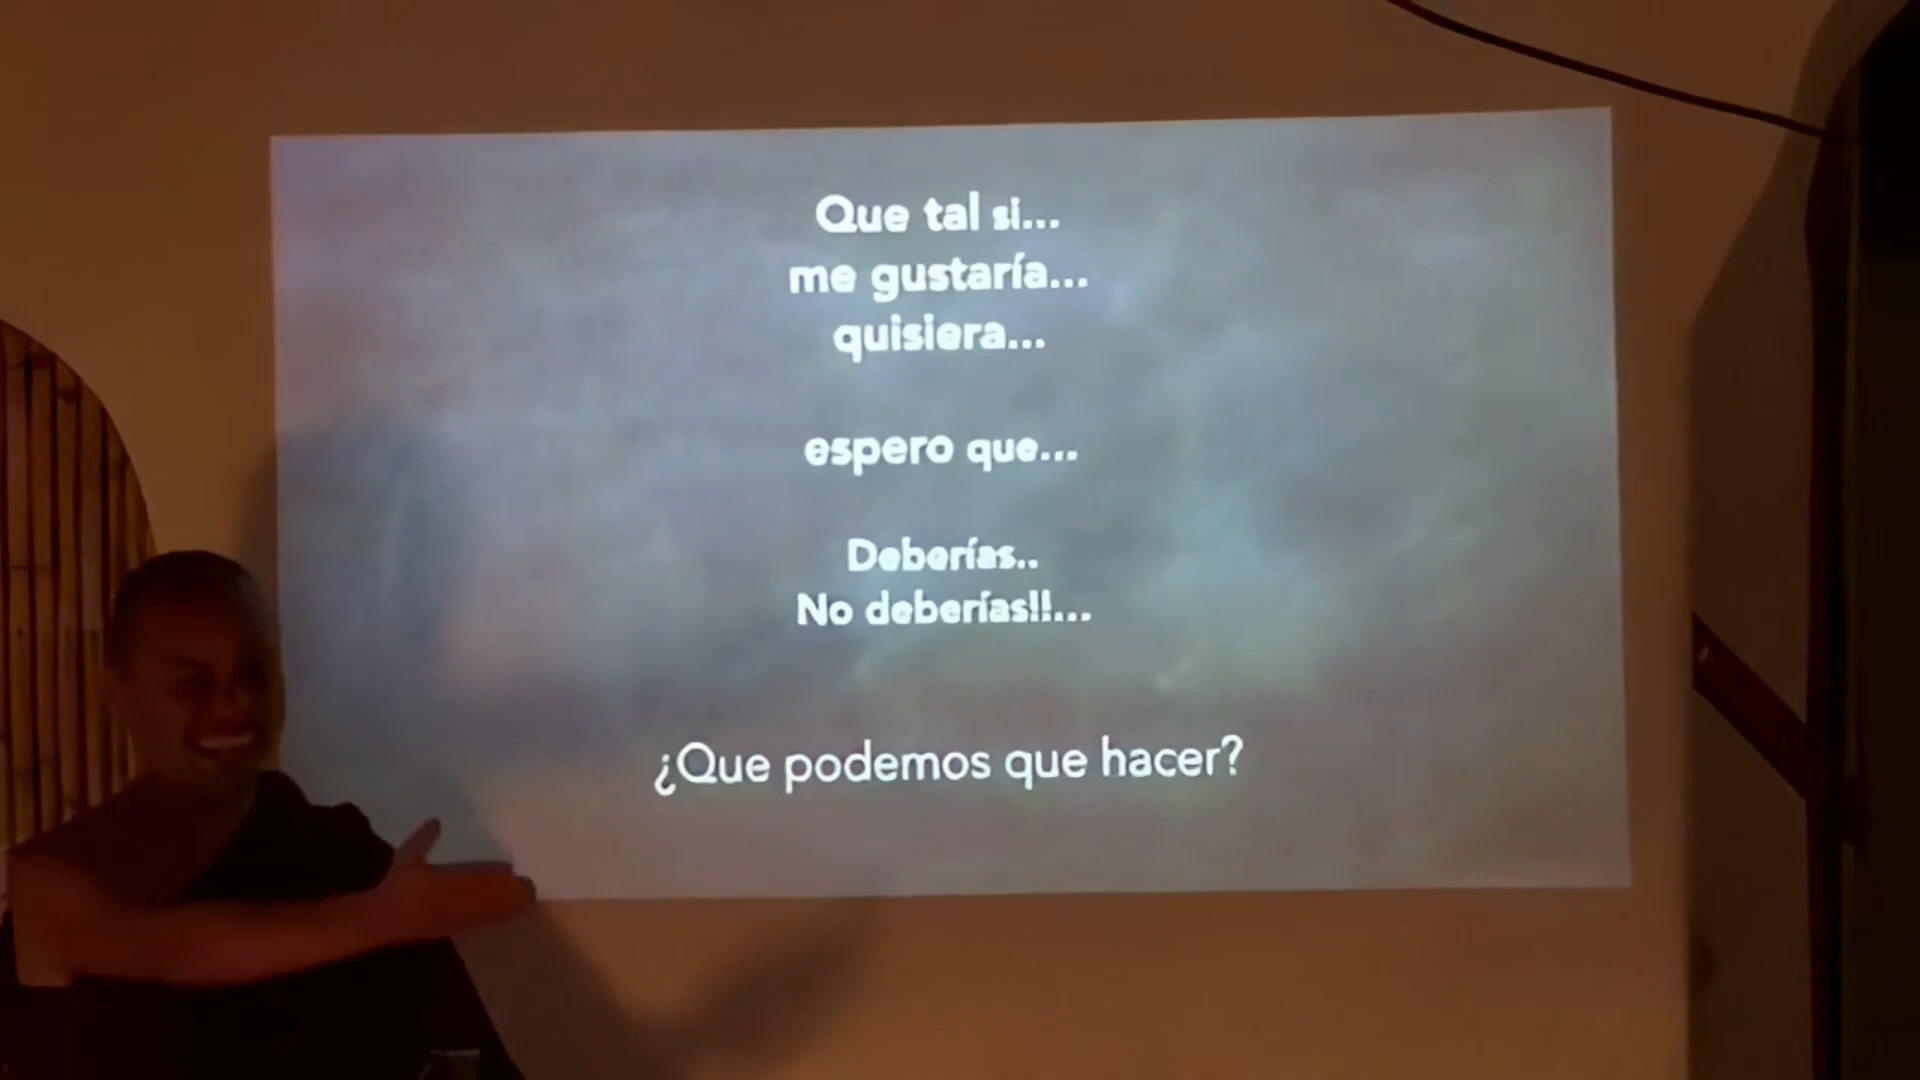 Que tal si...
me gustaría...
quisiera...
espero que...
Deberías..
No deberías!!...
¿Que podemos que hacer?